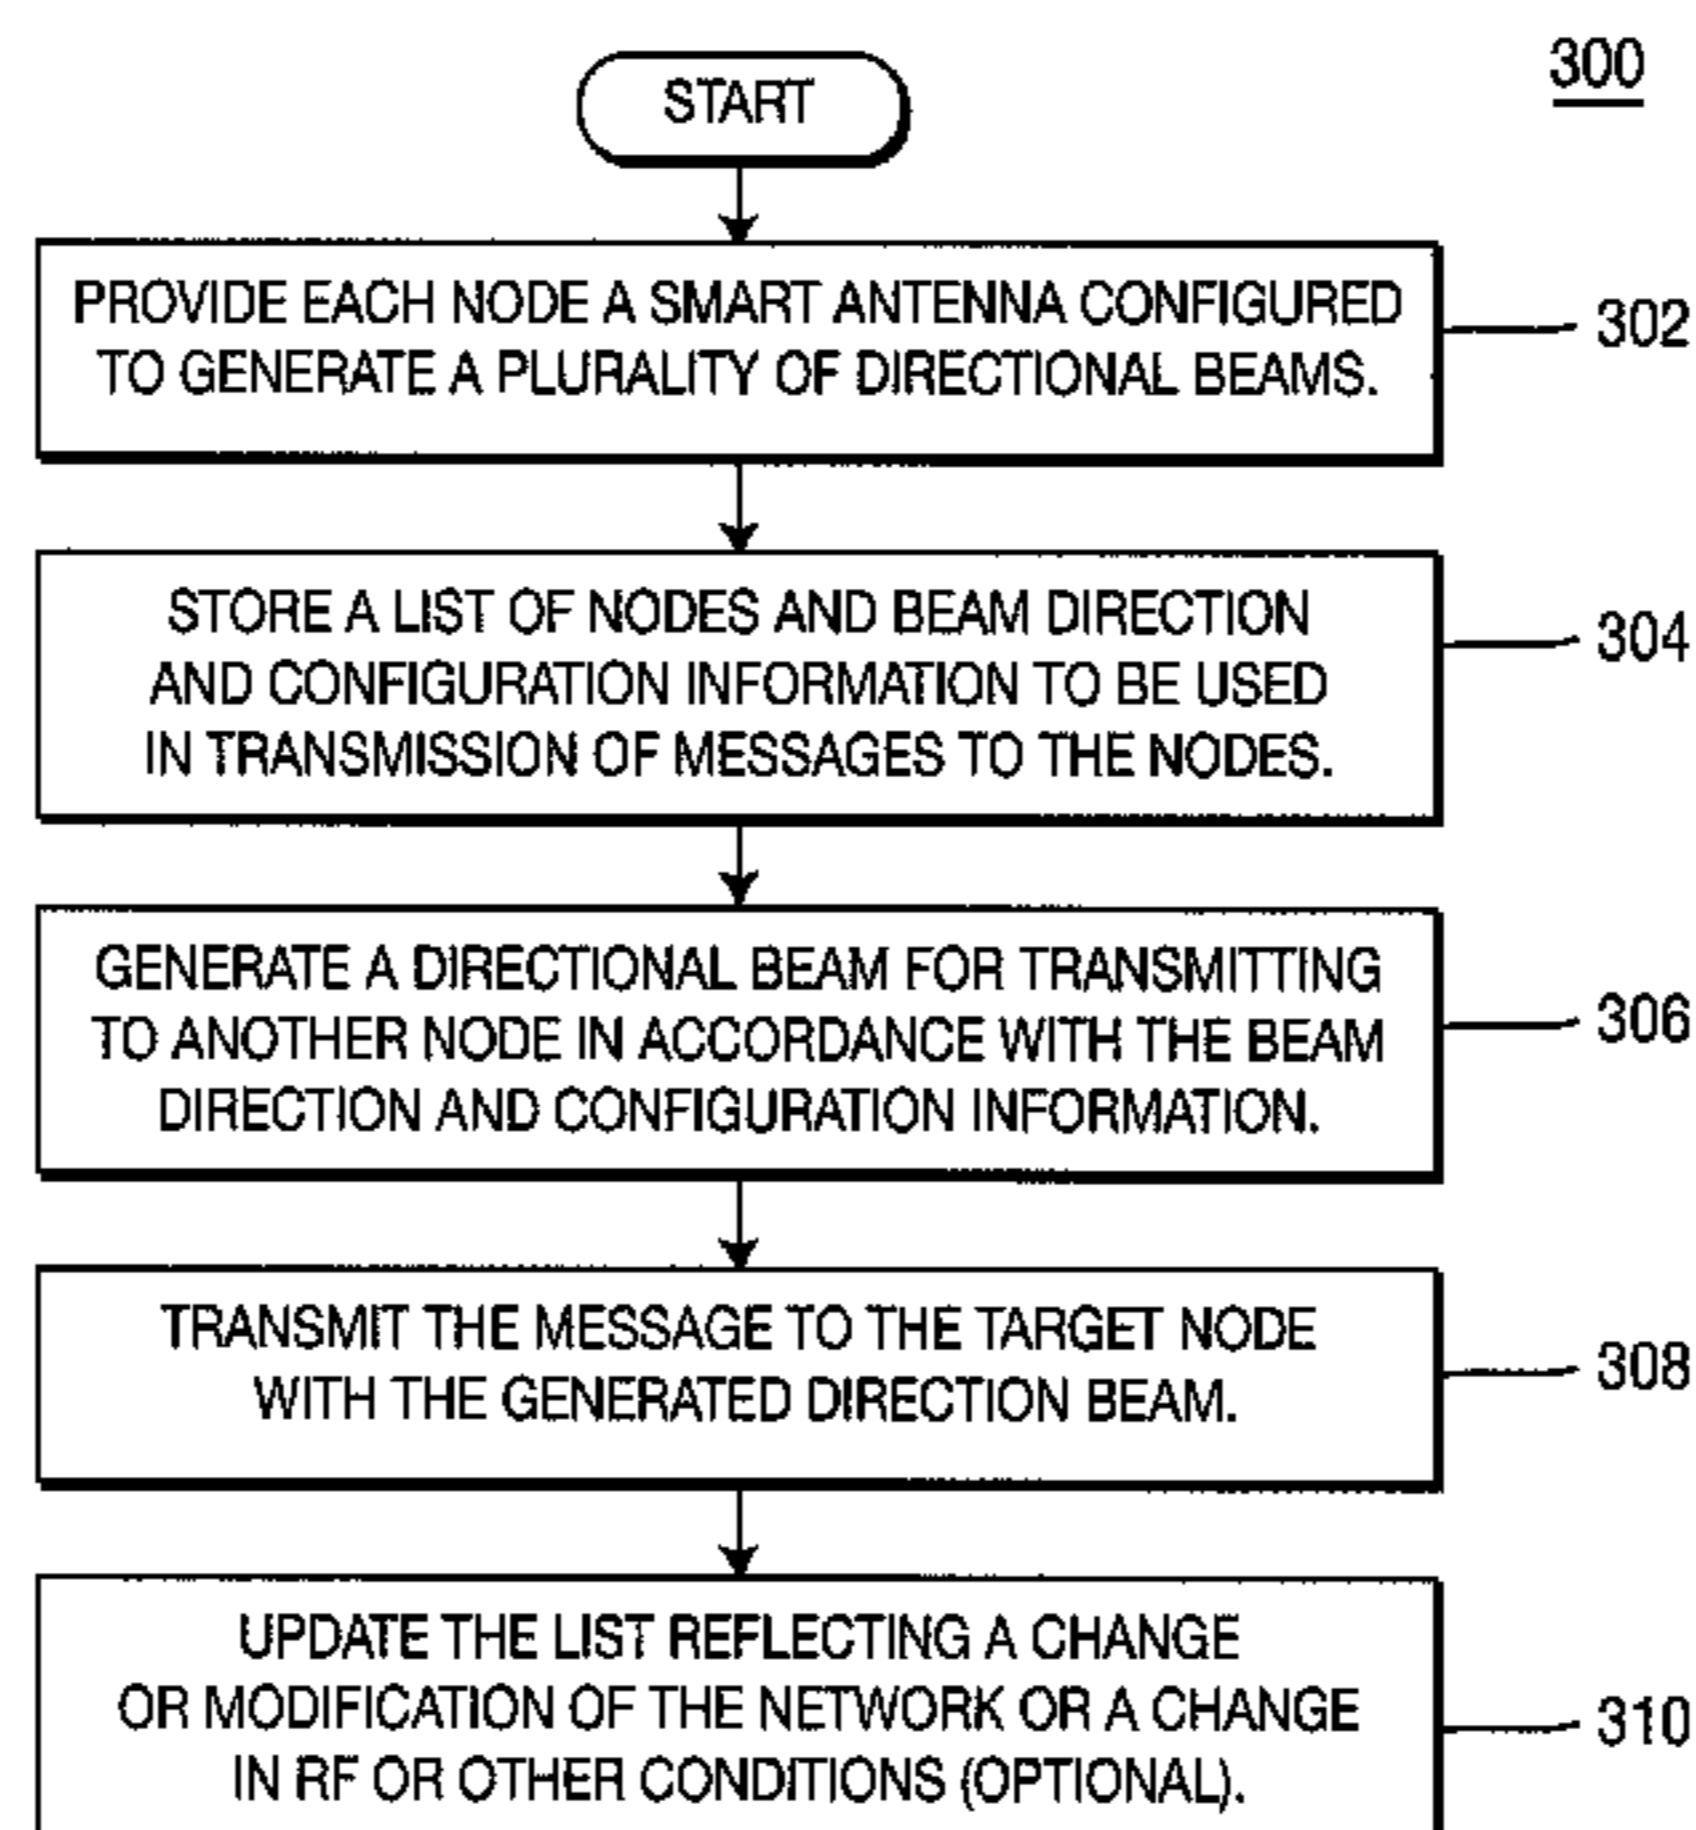 300
START
PROVIDE EACH NODE A SMART ANTENNA CONFIGURED
TO GENERATE A PLURALITY OF DIRECTIONAL BEAMS.
302
STORE A LIST OF NODES AND BEAM DIRECTION
AND CONFIGURATION INFORMATION TO BE USED
IN TRANSMISSION OF MESSAGES TO THE NODES.
304
GENERATE A DIRECTIONAL BEAM FOR TRANSMITTING
TO ANOTHER NODE IN ACCORDANCE WITH THE BEAM
DIRECTION AND CONFIGURATION INFORMATION.
306
TRANSMIT THE MESSAGE TO THE TARGET NODE
WITH THE GENERATED DIRECTION BEAM.
308
UPDATE THE LIST REFLECTING A CHANGE
OR MODIFICATION OF THE NETWORK OR A CHANGE
IN RF OR OTHER CONDITIONS (OPTIONAL).
310